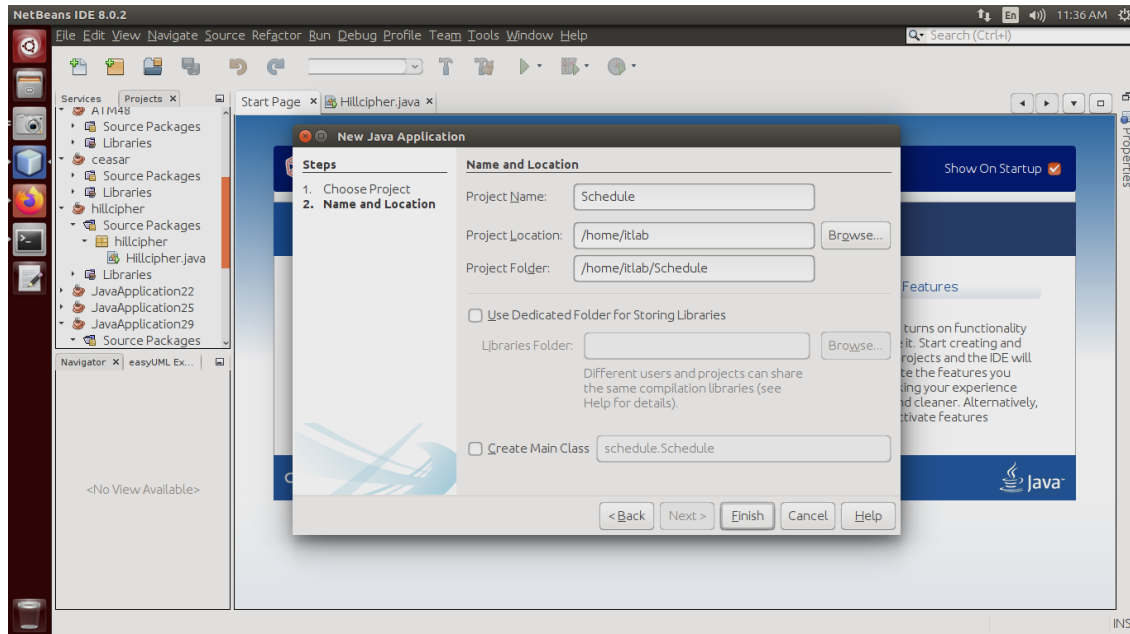 NetBeans IDE 8.0.2
En
11:36 AM
File Edit View Navigate Source Refactor Run Debug Profile Team Tools Window Help
Search (Ctrl+I)
Services Projects
Start Page
Hillcipher.java
ATM48
Source Packages
Libraries
ceasar
Source Packages
Libraries
hillcipher
Source Packages
hillcipher
Hillcipher.java
Libraries
JavaApplication22
JavaApplication25
JavaApplication29
Source Packages
Navigator easyUML Ex...
<No View Available>
New Java Application
Steps
1. Choose Project
2. Name and Location
Name and Location
Project Name: Schedule
Project Location: /home/itlab Browse...
Project Folder: /home/itlab/Schedule
Use Dedicated Folder for Storing Libraries
Libraries Folder: Browse...
Different users and projects can share
the same compilation libraries (see
Help for details).
Create Main Class schedule.Schedule
< Back Next > Finish Cancel Help
Show On Startup
Features
turns on functionality
it. Start creating and
rojects and the IDE will
te the features you
ing your experience
nd cleaner. Alternatively,
tivate features
Java
Properties
INS